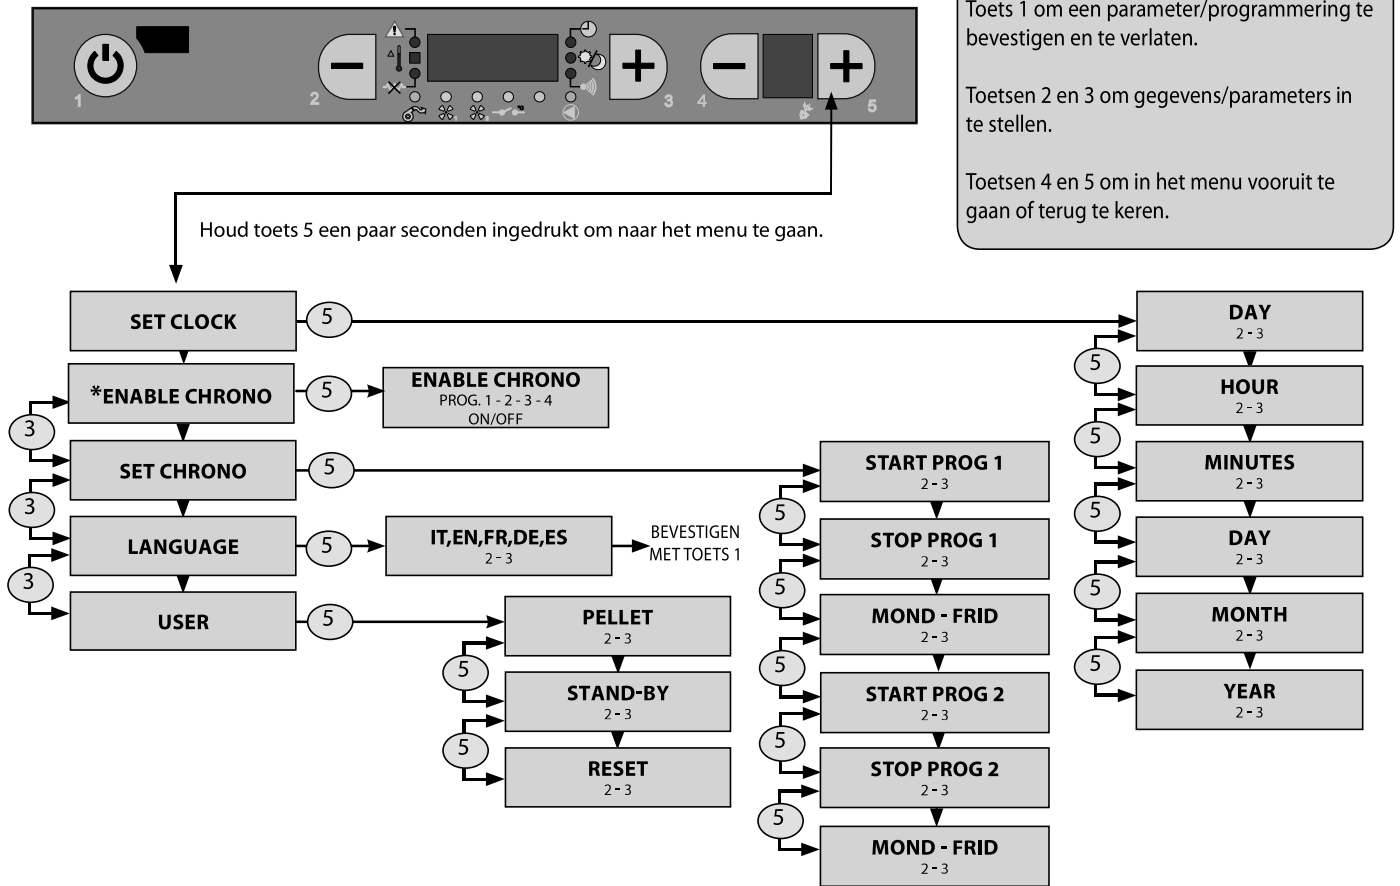 Toets 1 om een parameter/programmering te
bevestigen en te verlaten.
Toetsen 2 en 3 om gegevens/parameters in
te stellen.
Toetsen 4 en 5 om in het menu vooruit te
gaan of terug te keren.
1
2
3
4
5
Houd toets 5 een paar seconden ingedrukt om naar het menu te gaan.
SET CLOCK
5
*ENABLE CHRONO
5
ENABLE CHRONO
PROG. 1 - 2 - 3 - 4
ON/OFF
3
SET CHRONO
5
3
LANGUAGE
5
IT,EN,FR,DE,ES
2 - 3
BEVESTIGEN
MET TOETS 1
3
USER
5
PELLET
2 - 3
5
STAND-BY
2 - 3
5
RESET
2 - 3
START PROG 1
2 - 3
5
STOP PROG 1
2 - 3
5
MOND - FRID
2 - 3
5
START PROG 2
2 - 3
5
STOP PROG 2
2 - 3
5
MOND - FRID
2 - 3
DAY
2 - 3
5
HOUR
2 - 3
5
MINUTES
2 - 3
5
DAY
2 - 3
5
MONTH
2 - 3
5
YEAR
2 - 3